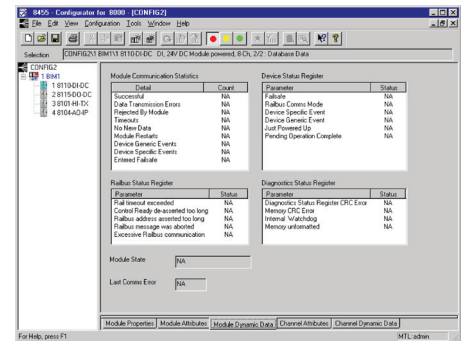 8455 - Configurator for 8000 - [CONFIG2]
File Edit View Configuration Tools Window Help
Selection CONFIG2\1 BIM1\1 8110-DI-DC DI, 24V DC Module powered, 8-Ch, 2/2 : Database Data
CONFIG2
1 BIM1
1 8110-DI-DC
2 8115-DO-DC
3 8101-HI-TX
4 8104-AO-IP
Module Communication Statistics
Detail Count
Successful NA
Data Transmission Errors NA
Rejected By Module NA
Timeouts NA
No New Data NA
Module Restarts NA
Device Generic Events NA
Device Specific Events NA
Entered Failsafe NA
Device Status Register
Parameter Status
Failsafe NA
Railbus Comms Mode NA
Device Specific Event NA
Device Generic Event NA
Just Powered Up NA
Pending Operation Complete NA
Railbus Status Register
Parameter Status
Rail timeout exceeded NA
Control Ready de-asserted too long NA
Railbus address asserted too long NA
Railbus message was aborted NA
Excessive Railbus communication NA
Diagnostics Status Register
Parameter Status
Diagnostics Status Register CRC Error NA
Memory CRC Error NA
Internal Watchdog NA
Memory unformatted NA
Module State NA
Last Comms Error NA
Module Properties Module Attributes Module Dynamic Data Channel Attributes Channel Dynamic Data
For Help, press F1 MTL:admin